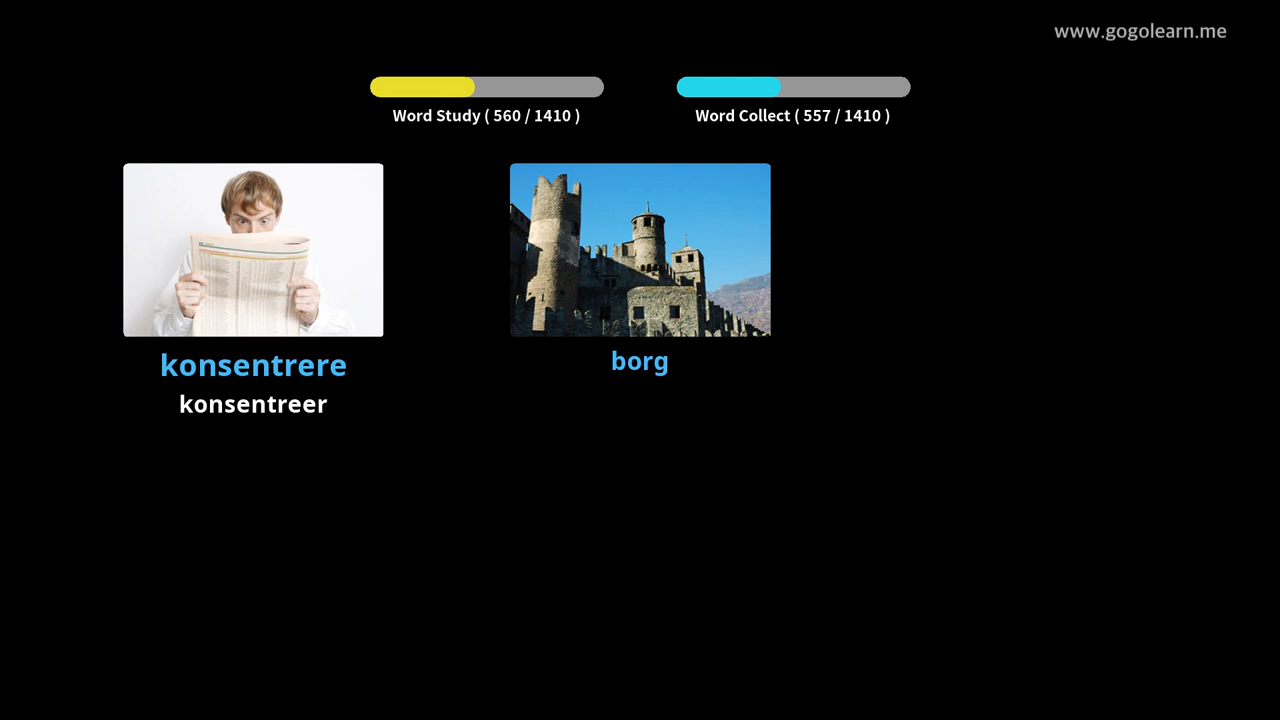 www.gogolearn.me
Word Study ( 560 / 1410 )
Word Collect ( 557 / 1410 )
konsentrere
konsentreer
borg